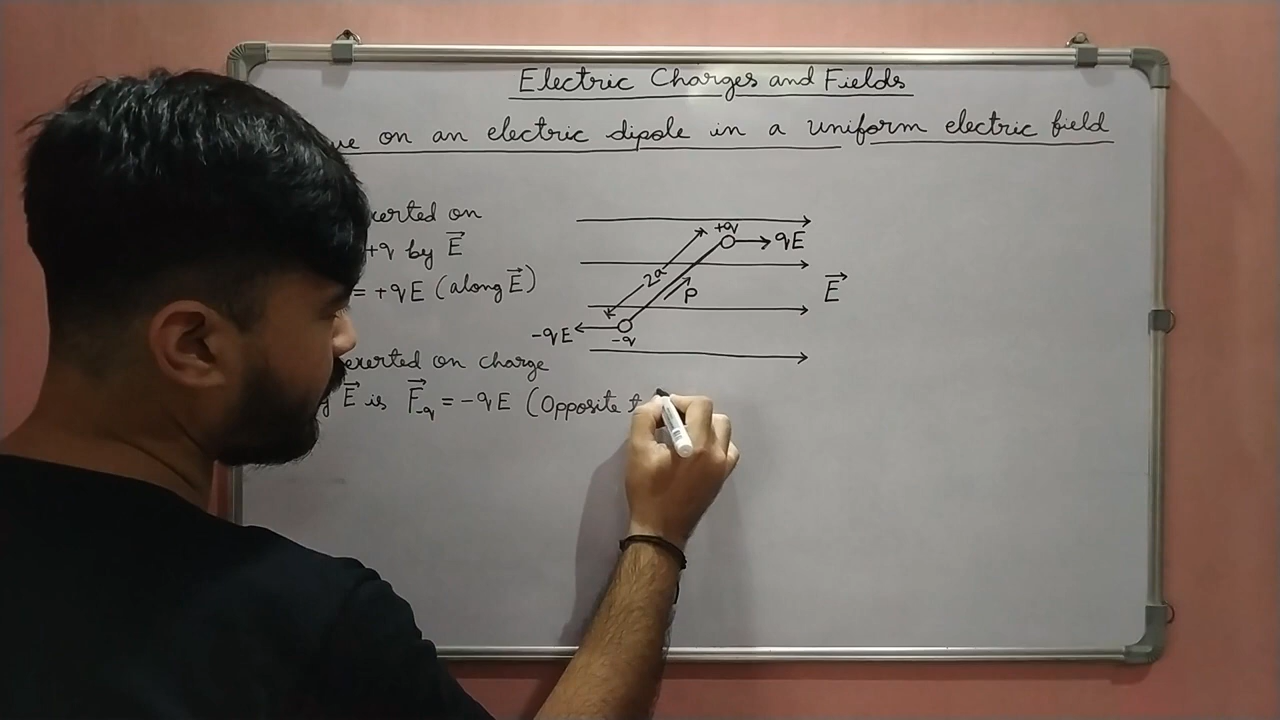 Electric Charges and Fields
ue on an electric dipole in a uniform electric field
xerted on
+q by E⃗
= +qE (along E⃗)
+q
qE
2a
p
E⃗
-qE
-q
exerted on charge
E⃗ is F⃗-q = -qE (Opposite t